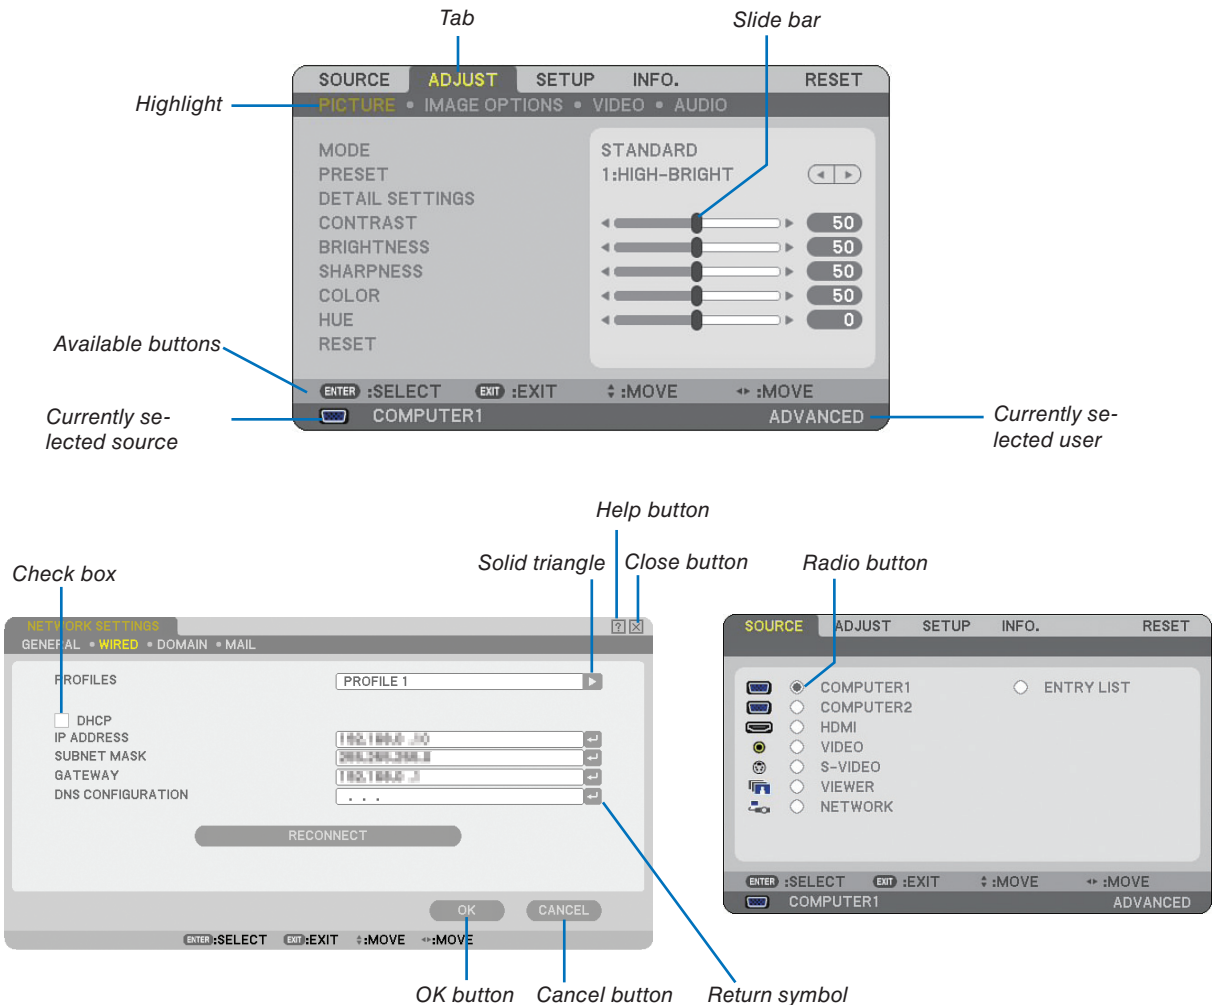 Tab
Slide bar
SOURCE ADJUST SETUP INFO. RESET
Highlight
PICTURE • IMAGE OPTIONS • VIDEO • AUDIO
MODE STANDARD
PRESET 1:HIGH-BRIGHT
DETAIL SETTINGS
CONTRAST 50
BRIGHTNESS 50
SHARPNESS 50
COLOR 50
HUE 0
RESET
Available buttons
ENTER :SELECT EXIT :EXIT :MOVE :MOVE
COMPUTER1 ADVANCED
Currently se-
lected source
Currently se-
lected user
Help button
Solid triangle
Close button
Check box
NETWORK SETTINGS
? X
GENERAL • WIRED • DOMAIN • MAIL
PROFILES PROFILE 1
DHCP
IP ADDRESS
SUBNET MASK
GATEWAY
DNS CONFIGURATION . . .
RECONNECT
OK CANCEL
ENTER:SELECT EXIT:EXIT :MOVE :MOVE
OK button
Cancel button
Return symbol
Radio button
SOURCE ADJUST SETUP INFO. RESET
COMPUTER1 ENTRY LIST
COMPUTER2
HDMI
VIDEO
S-VIDEO
VIEWER
NETWORK
ENTER :SELECT EXIT :EXIT :MOVE :MOVE
COMPUTER1 ADVANCED